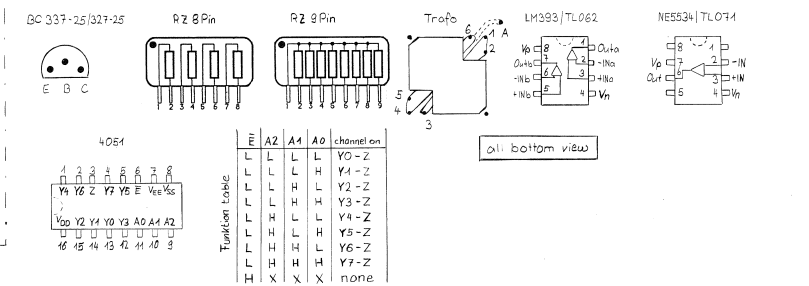 BC 337-25/327-25
RZ 8Pin
RZ 9Pin
Trafo
LM393/TL062
NE5534/TL071
E B C
1 2 3 4 5 6 7 8
1 2 3 4 5 6 7 8 9
6 1 A
2
5
4
3
Vp 8 1 Outa
Outb 7 2 -INa
-INb 6 3 +INa
+INb 5 4 Vn
8 1
Vp 7 2 -IN
Out 6 3 +IN
5 4 Vn
all bottom view
4051
1 2 3 4 5 6 7 8
Y4 Y6 Z Y7 Y5 E̅ VEE VSS
VDD Y2 Y1 Y0 Y3 A0 A1 A2
16 15 14 13 12 11 10 9
Funktion table
E̅ A2 A1 A0 channel on
L L L L Y0-Z
L L L H Y1-Z
L L H L Y2-Z
L L H H Y3-Z
L H L L Y4-Z
L H L H Y5-Z
L H H L Y6-Z
L H H H Y7-Z
H X X X none